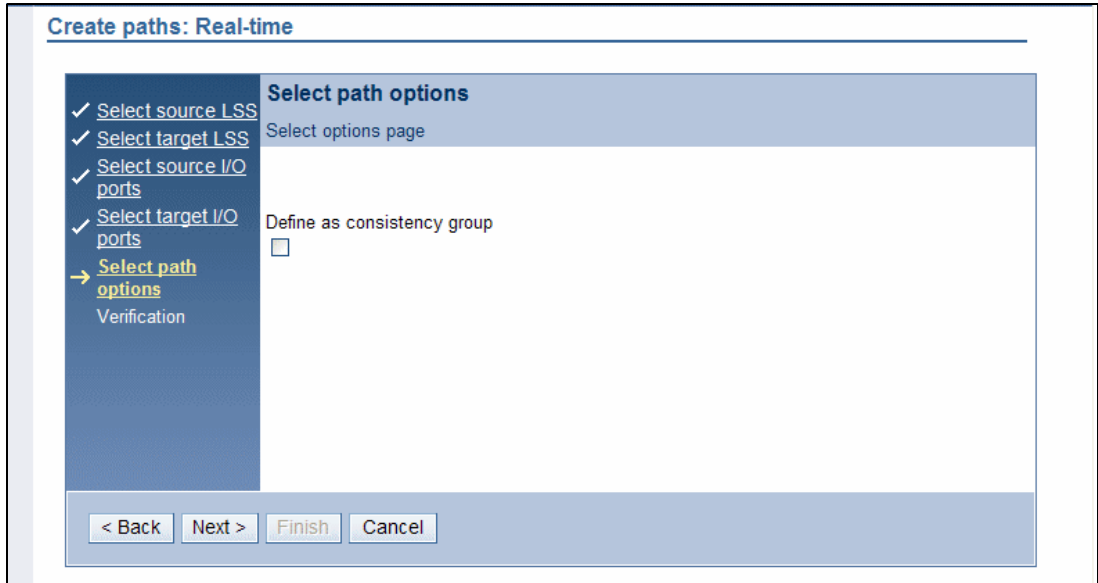 Create paths: Real-time
Select source LSS
Select target LSS
Select source I/O
ports
Select target I/O
ports
Select path
options
Verification
Select path options
Select options page
Define as consistency group
< Back
Next >
Finish
Cancel